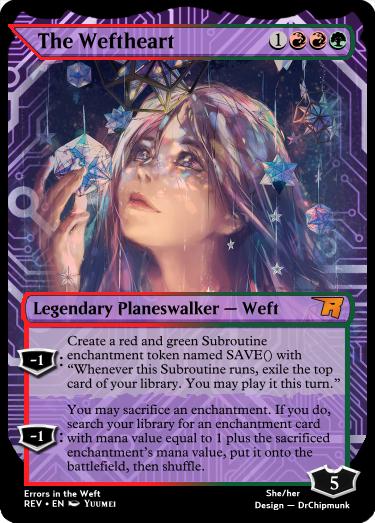 The Weftheart 1
Legendary Planeswalker — Weft
-1
Create a red and green Subroutine
enchantment token named SAVE() with
“Whenever this Subroutine runs, exile the top
card of your library. You may play it this turn.”
-1
You may sacrifice an enchantment. If you do,
search your library for an enchantment card
with mana value equal to 1 plus the sacrificed
enchantment’s mana value, put it onto the
battlefield, then shuffle.
5
Errors in the Weft She/her
REV • EN Yuumei Design — DrChipmunk